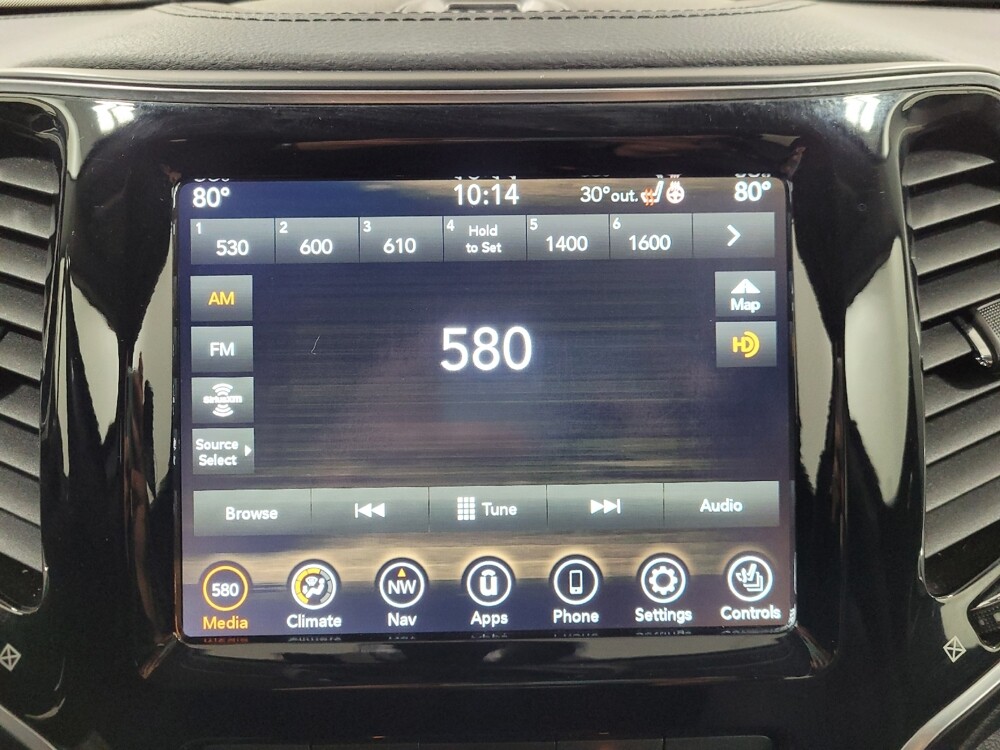 80° 10:14 30°out. 80°
1 530 2 600 3 610 4 Hold to Set 5 1400 6 1600
AM
FM
SiriusXM
Source
Select
580
Map
HD
Browse Tune Audio
580 NW
Media Climate Nav Apps Phone Settings Controls